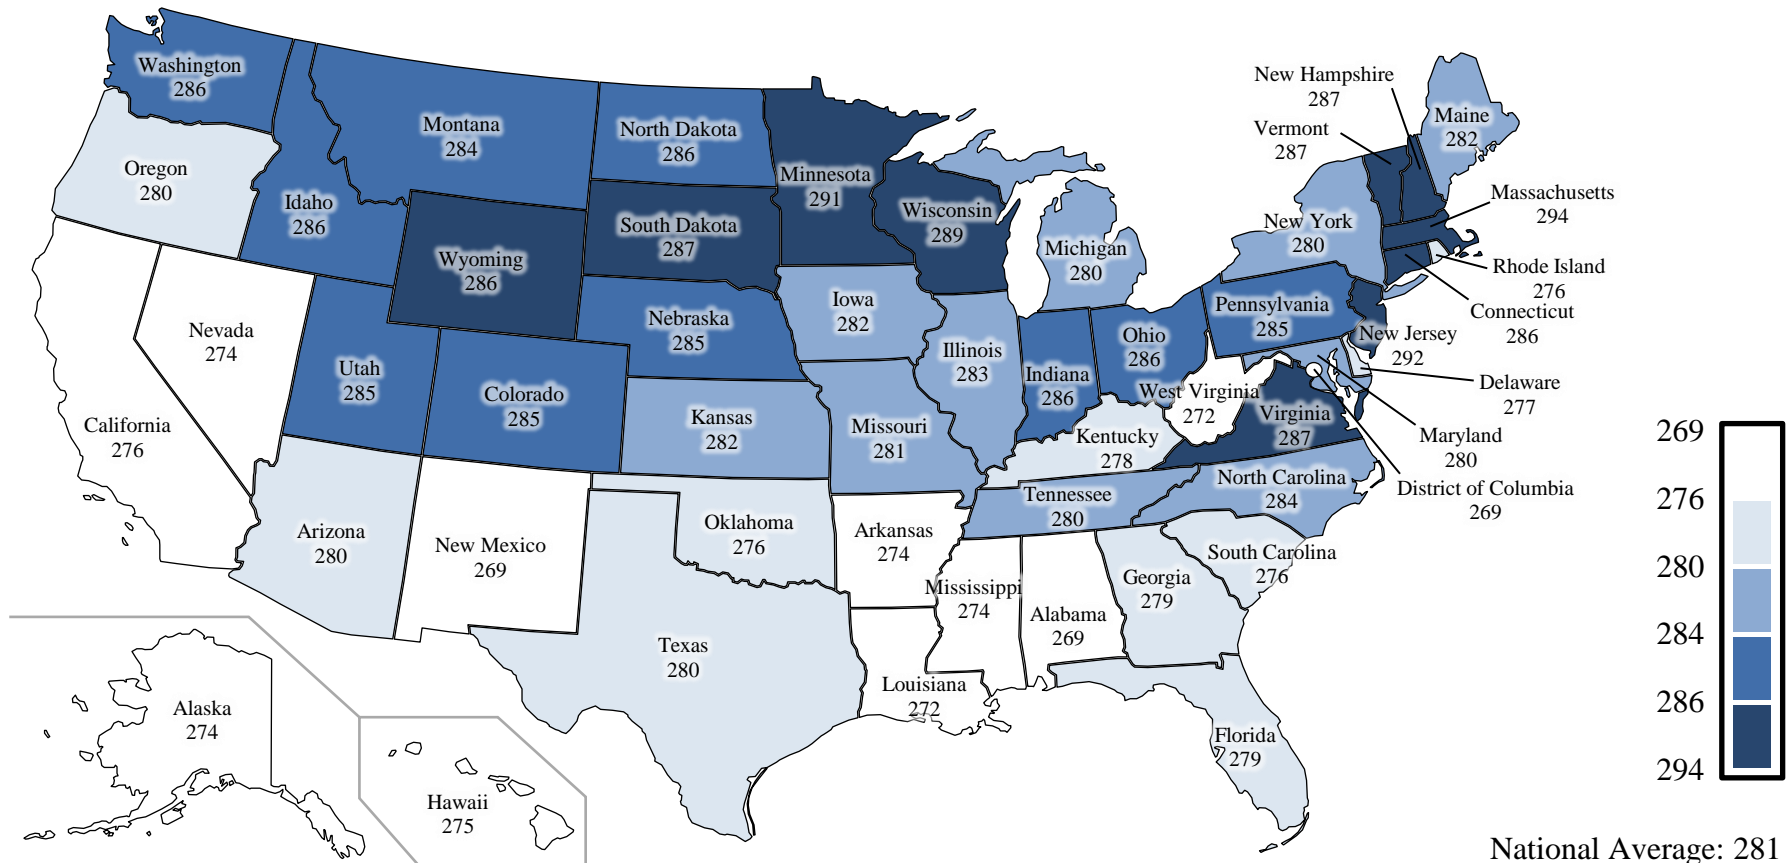 Washington
286
Oregon
280
Idaho
286
Montana
284
North Dakota
286
Minnesota
291
Wisconsin
289
South Dakota
287
Wyoming
286
Michigan
280
New Hampshire
287
Vermont
287
Maine
282
Massachusetts
294
New York
280
Rhode Island
276
Connecticut
286
Pennsylvania
285
New Jersey
292
Delaware
277
Maryland
280
District of Columbia
269
Nevada
274
California
276
Utah
285
Colorado
285
Nebraska
285
Iowa
282
Illinois
283
Indiana
286
Ohio
286
West Virginia
272
Virginia
287
Kansas
282
Missouri
281
Kentucky
278
North Carolina
284
Tennessee
280
South Carolina
276
Arizona
280
New Mexico
269
Oklahoma
276
Arkansas
274
Mississippi
274
Alabama
269
Georgia
279
Texas
280
Louisiana
272
Florida
279
Alaska
274
Hawaii
275
269
276
280
284
286
294
National Average: 281